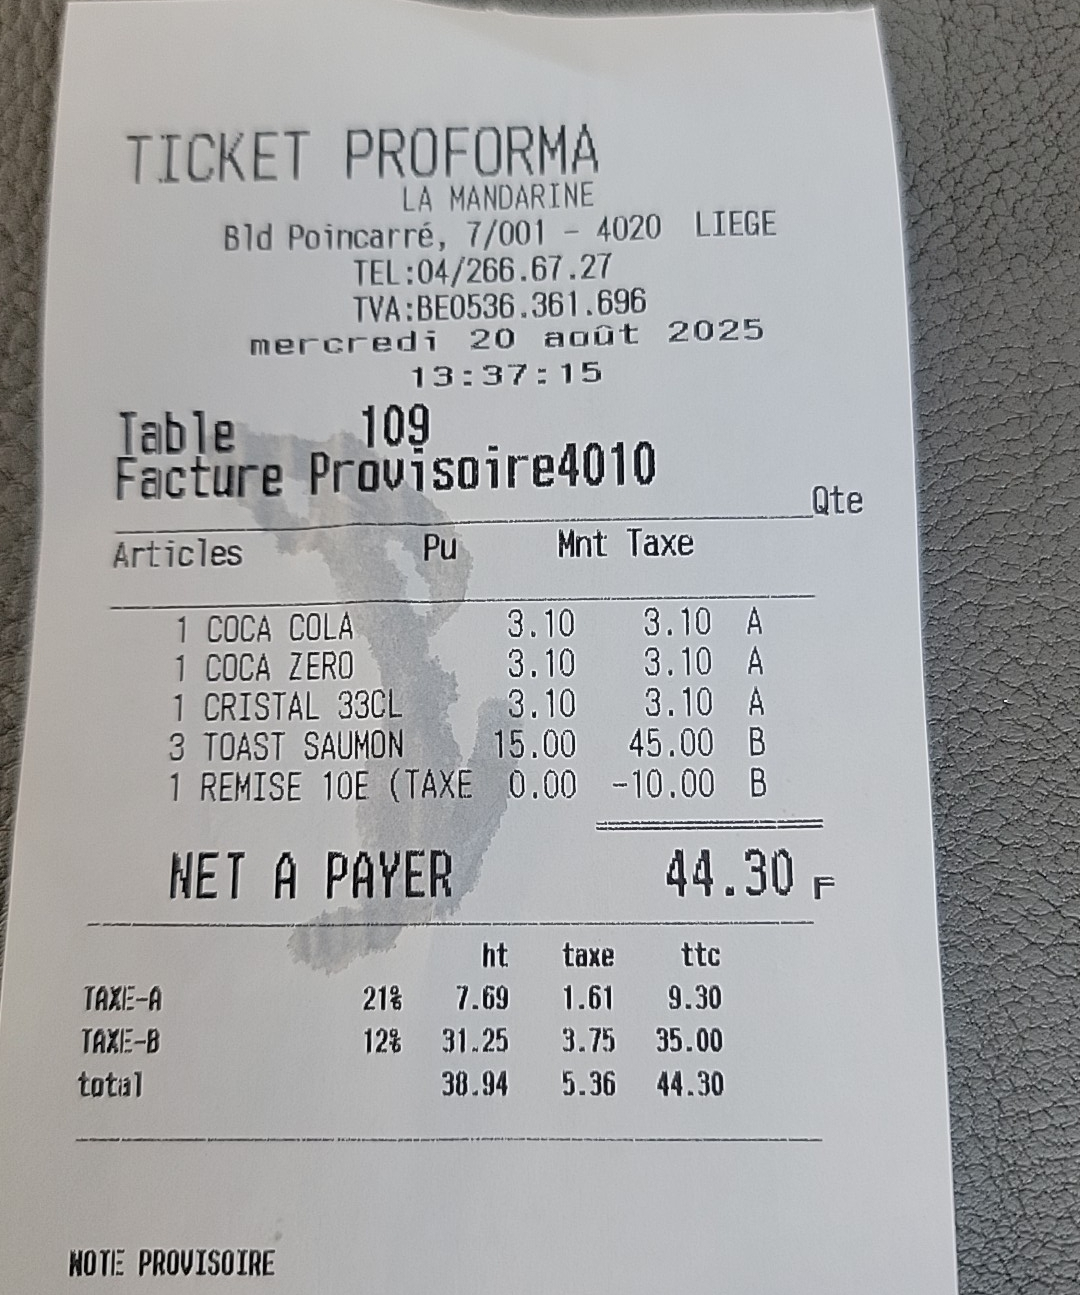 TICKET PROFORMA
LA MANDARINE
Bld Poincarré, 7/001 - 4020 LIEGE
TEL:04/266.67.27
TVA:BE0536.361.696
mercredi 20 août 2025
13:37:15
Table 109
Facture Provisoire4010
Qte
Articles Pu Mnt Taxe
1 COCA COLA 3.10 3.10 A
1 COCA ZERO 3.10 3.10 A
1 CRISTAL 33CL 3.10 3.10 A
3 TOAST SAUMON 15.00 45.00 B
1 REMISE 10E (TAXE 0.00 -10.00 B
NET A PAYER 44.30 F
ht taxe ttc
TAXE-A 21% 7.69 1.61 9.30
TAXE-B 12% 31.25 3.75 35.00
total 38.94 5.36 44.30
NOTE PROVISOIRE